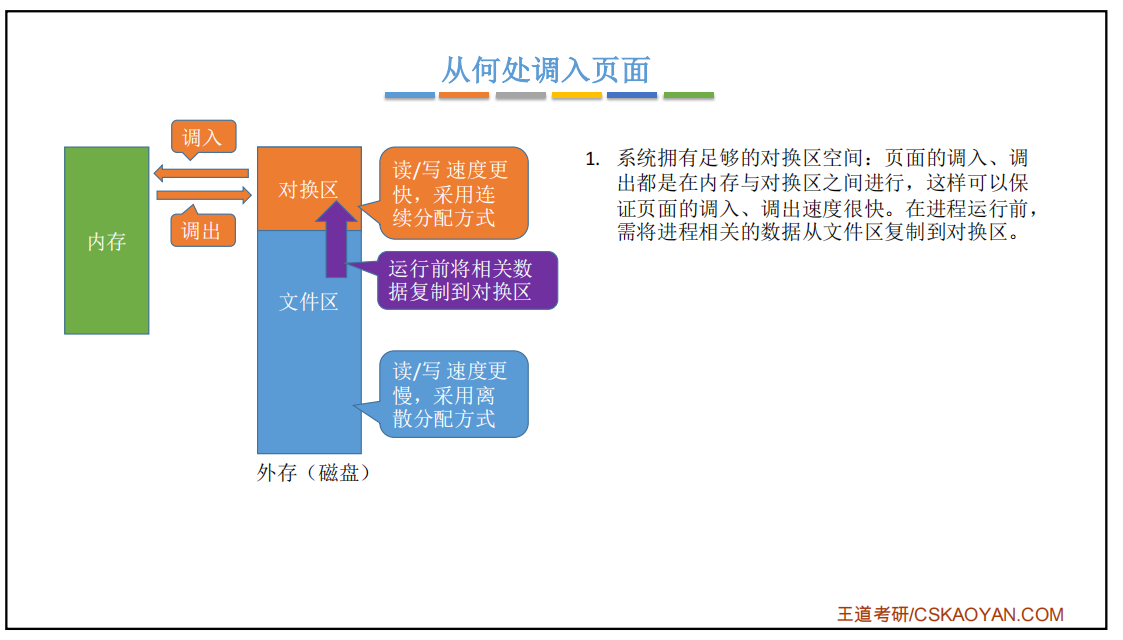 从何处调入页面
调入
调出
内存
对换区
文件区
外存（磁盘）
读/写 速度更
快，采用连
续分配方式
运行前将相关数
据复制到对换区
读/写 速度更
慢，采用离
散分配方式
1. 系统拥有足够的对换区空间：页面的调入、调
出都是在内存与对换区之间进行，这样可以保
证页面的调入、调出速度很快。在进程运行前，
需将进程相关的数据从文件区复制到对换区。
王道考研/CSKAOYAN.COM